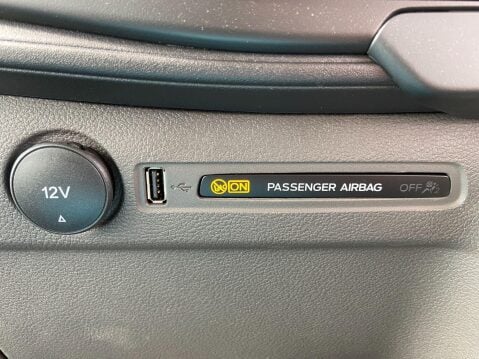 12V
ON PASSENGER AIRBAG OFF